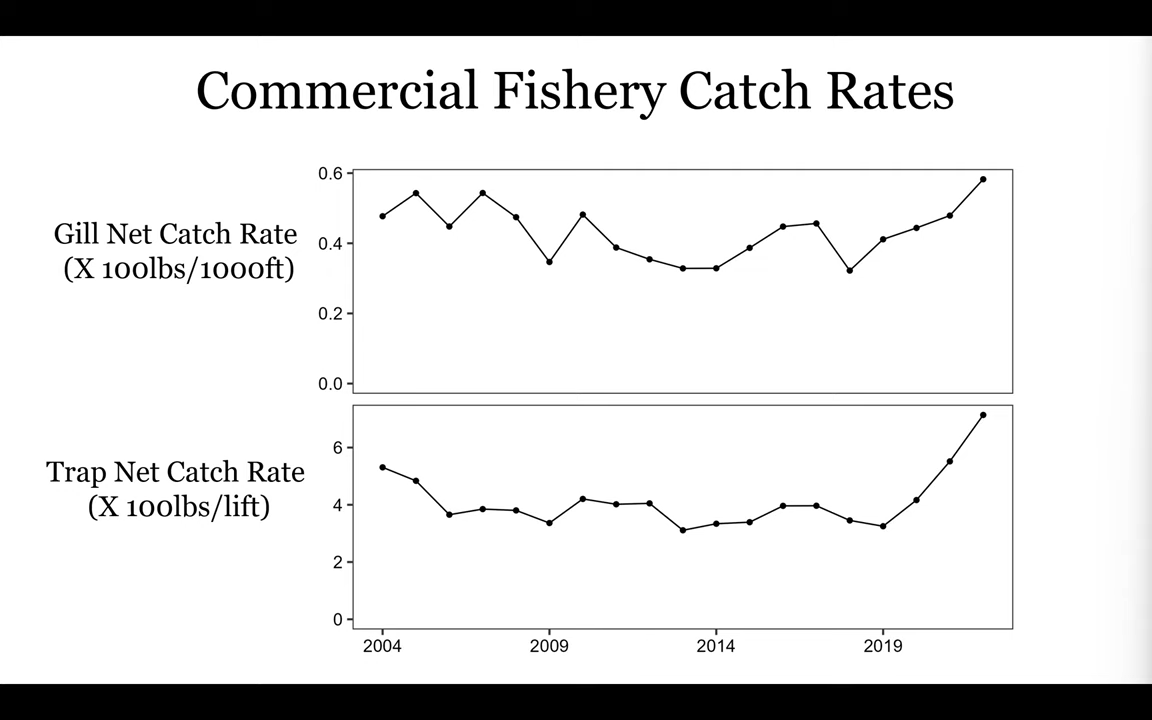 Commercial Fishery Catch Rates
Gill Net Catch Rate
(X 100lbs/1000ft)
0.6
0.4
0.2
0.0
Trap Net Catch Rate
(X 100lbs/lift)
6
4
2
0
2004 2009 2014 2019